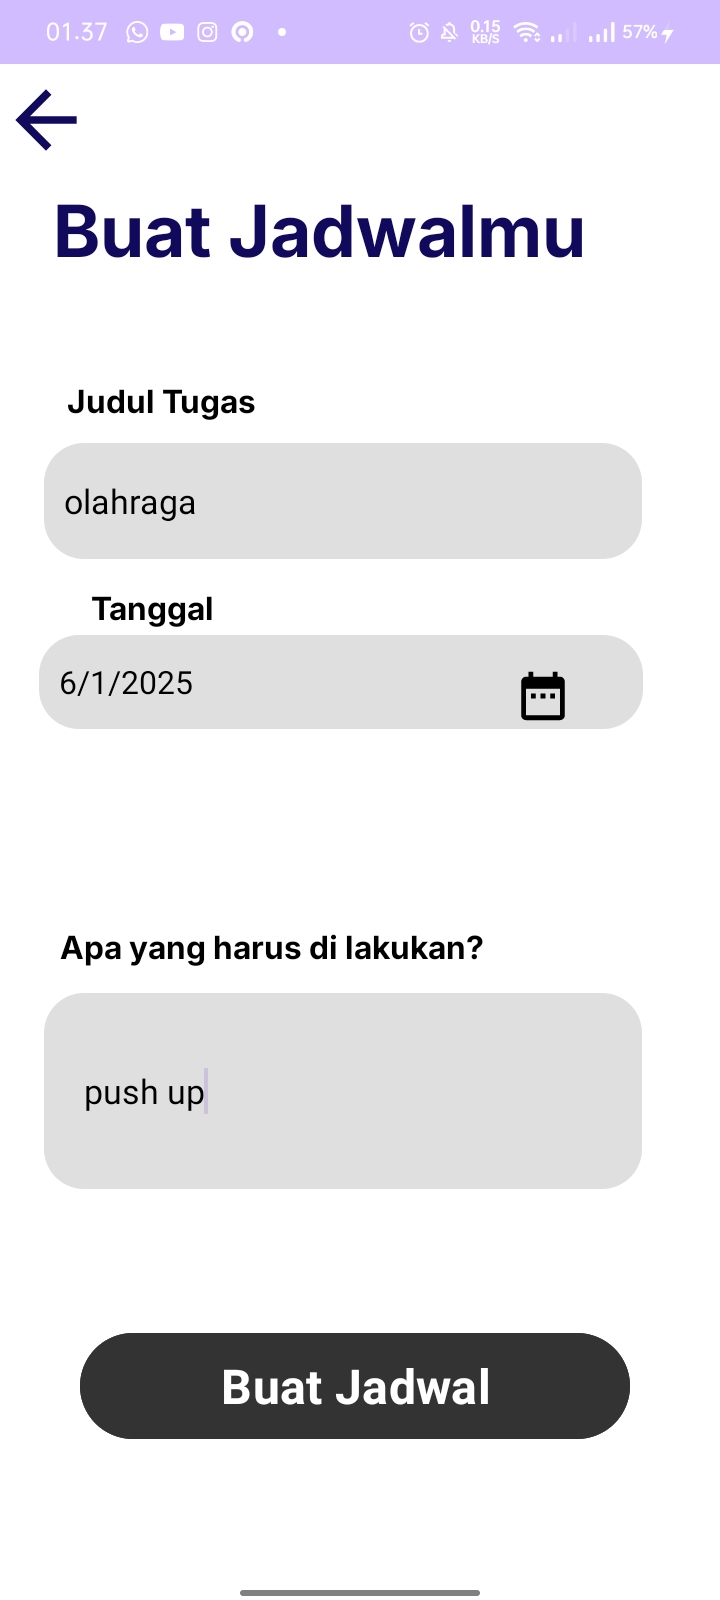 01.37 0.15 KB/S 57%
Buat Jadwalmu
Judul Tugas
olahraga
Tanggal
6/1/2025
Apa yang harus di lakukan?
push up
Buat Jadwal